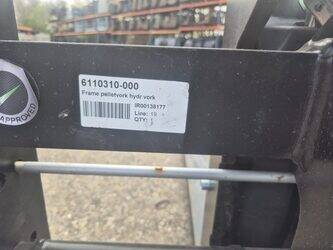 6110310-000
Frame palletvork hydr.vork
IR00138177
Line: 19
QTY: 1
APPROVED